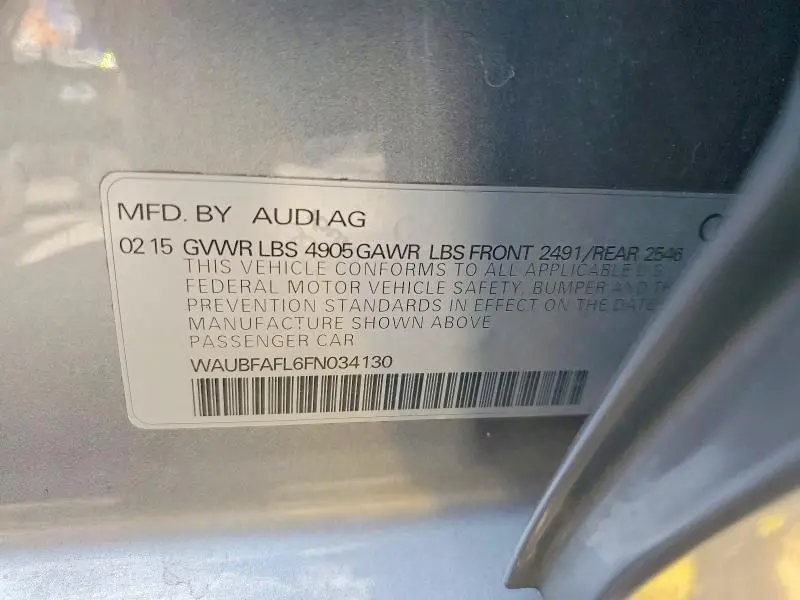 MFD. BY AUDI AG
02 15 GVWR LBS 4905 GAWR LBS FRONT 2491/REAR 2546
THIS VEHICLE CONFORMS TO ALL APPLICABLE U.S.
FEDERAL MOTOR VEHICLE SAFETY, BUMPER AND
PREVENTION STANDARDS IN EFFECT ON THE DATE
MANUFACTURE SHOWN ABOVE
PASSENGER CAR
WAUBFAFL6FN034130